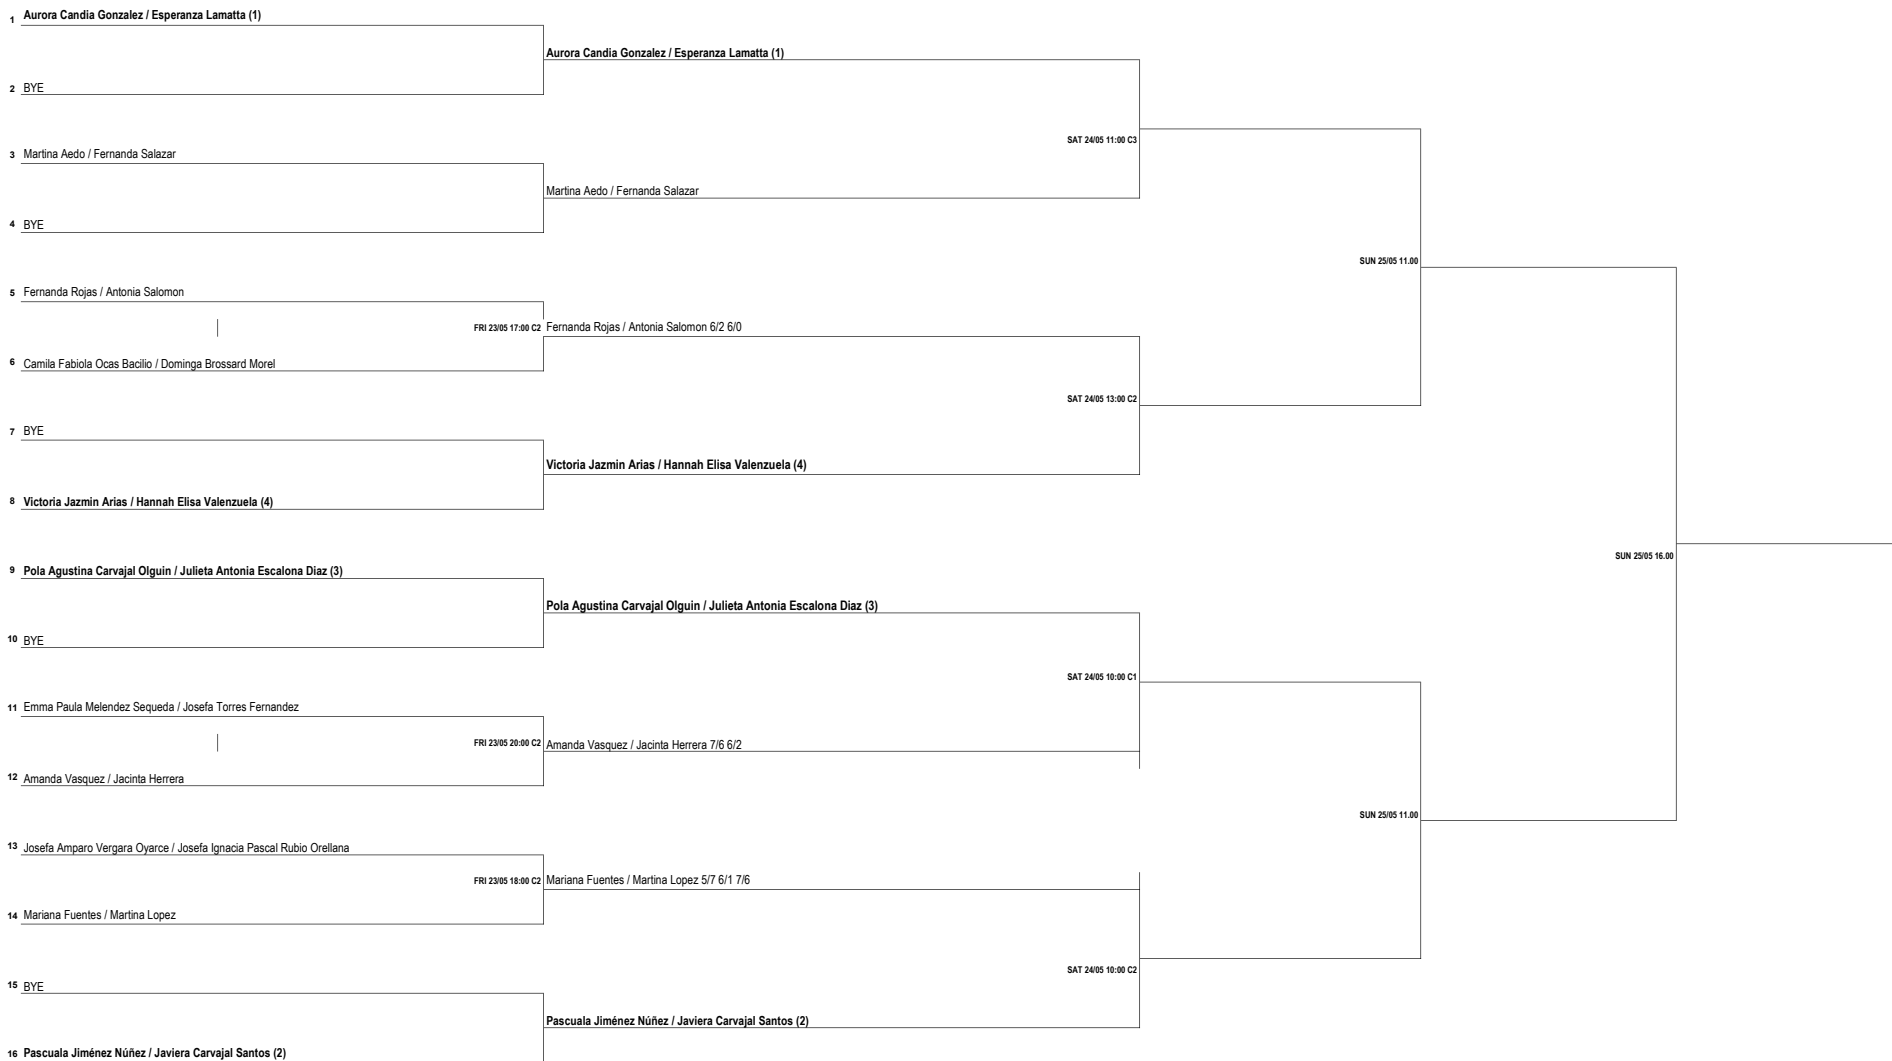 1 Aurora Candia Gonzalez / Esperanza Lamatta (1)
Aurora Candia Gonzalez / Esperanza Lamatta (1)
2 BYE
SAT 24/05 11:00 C3
3 Martina Aedo / Fernanda Salazar
Martina Aedo / Fernanda Salazar
4 BYE
SUN 25/05 11.00
5 Fernanda Rojas / Antonia Salomon
FRI 23/05 17:00 C2 Fernanda Rojas / Antonia Salomon 6/2 6/0
6 Camila Fabiola Ocas Bacilio / Dominga Brossard Morel
SAT 24/05 13:00 C2
7 BYE
Victoria Jazmin Arias / Hannah Elisa Valenzuela (4)
8 Victoria Jazmin Arias / Hannah Elisa Valenzuela (4)
SUN 25/05 16.00
9 Pola Agustina Carvajal Olguin / Julieta Antonia Escalona Diaz (3)
Pola Agustina Carvajal Olguin / Julieta Antonia Escalona Diaz (3)
10 BYE
SAT 24/05 10:00 C1
11 Emma Paula Melendez Sequeda / Josefa Torres Fernandez
FRI 23/05 20:00 C2 Amanda Vasquez / Jacinta Herrera 7/6 6/2
12 Amanda Vasquez / Jacinta Herrera
SUN 25/05 11.00
13 Josefa Amparo Vergara Oyarce / Josefa Ignacia Pascal Rubio Orellana
FRI 23/05 18:00 C2 Mariana Fuentes / Martina Lopez 5/7 6/1 7/6
14 Mariana Fuentes / Martina Lopez
SAT 24/05 10:00 C2
15 BYE
Pascuala Jiménez Núñez / Javiera Carvajal Santos (2)
16 Pascuala Jiménez Núñez / Javiera Carvajal Santos (2)